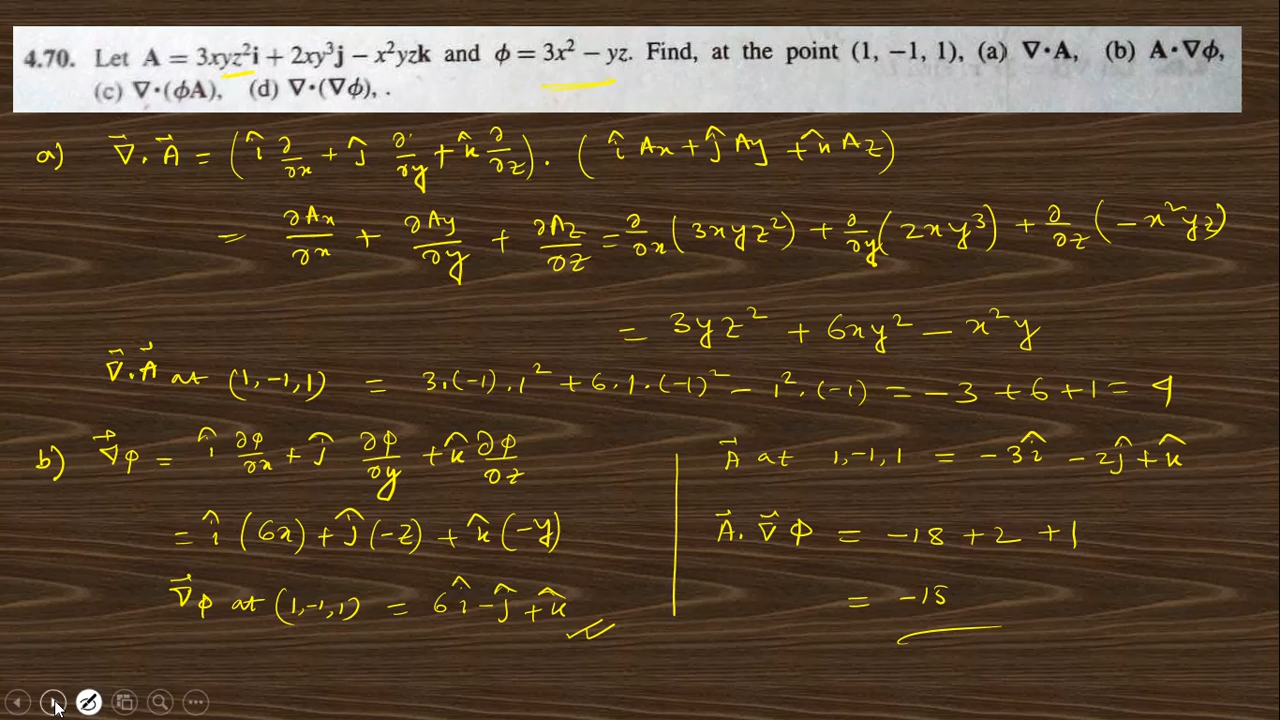 4.70. Let A = 3xyz²i + 2xy³j − x²yzk and ϕ = 3x² − yz. Find, at the point (1, −1, 1), (a) ∇·A, (b) A·∇ϕ,
(c) ∇·(ϕA), (d) ∇·(∇ϕ), .
a) ∇⃗.A⃗ = (î ∂/∂x + ĵ ∂/∂y + k̂ ∂/∂z). (î Ax + ĵ Ay + k̂ Az)
= ∂Ax/∂x + ∂Ay/∂y + ∂Az/∂z = ∂/∂x (3xyz²) + ∂/∂y (2xy³) + ∂/∂z (−x²yz)
= 3yz² + 6xy² − x²y
∇⃗.A⃗ at (1,-1,1) = 3.(-1).1² + 6.1.(-1)² − 1².(-1) = −3 + 6 + 1 = 4
b) ∇⃗ϕ = î ∂ϕ/∂x + ĵ ∂ϕ/∂y + k̂ ∂ϕ/∂z
= î (6x) + ĵ (-z) + k̂ (-y)
∇⃗ϕ at (1,-1,1) = 6î − ĵ + k̂
A⃗ at 1,-1,1 = −3î − 2ĵ + k̂
A⃗.∇⃗ϕ = −18 + 2 + 1
= −15